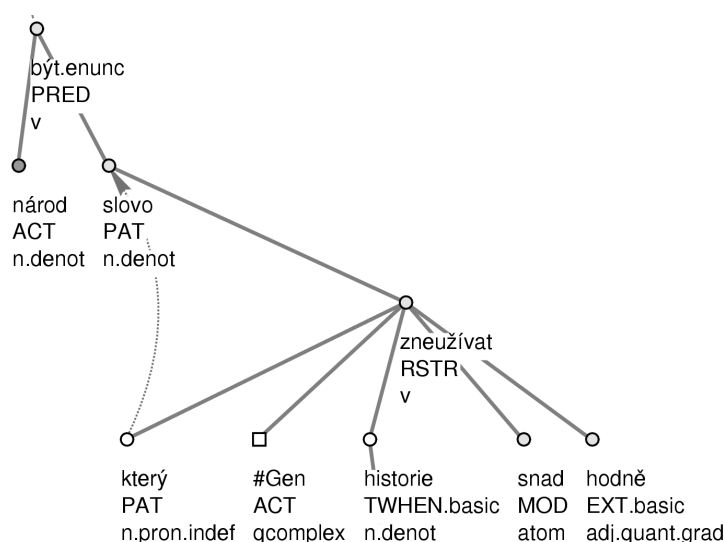 být.enunc
PRED
v
národ slovo
ACT PAT
n.denot n.denot
zneužívat
RSTR
v
který #Gen historie snad hodně
PAT ACT TWHEN.basic MOD EXT.basic
n.pron.indef qcomplex n.denot atom adj.quant.grad